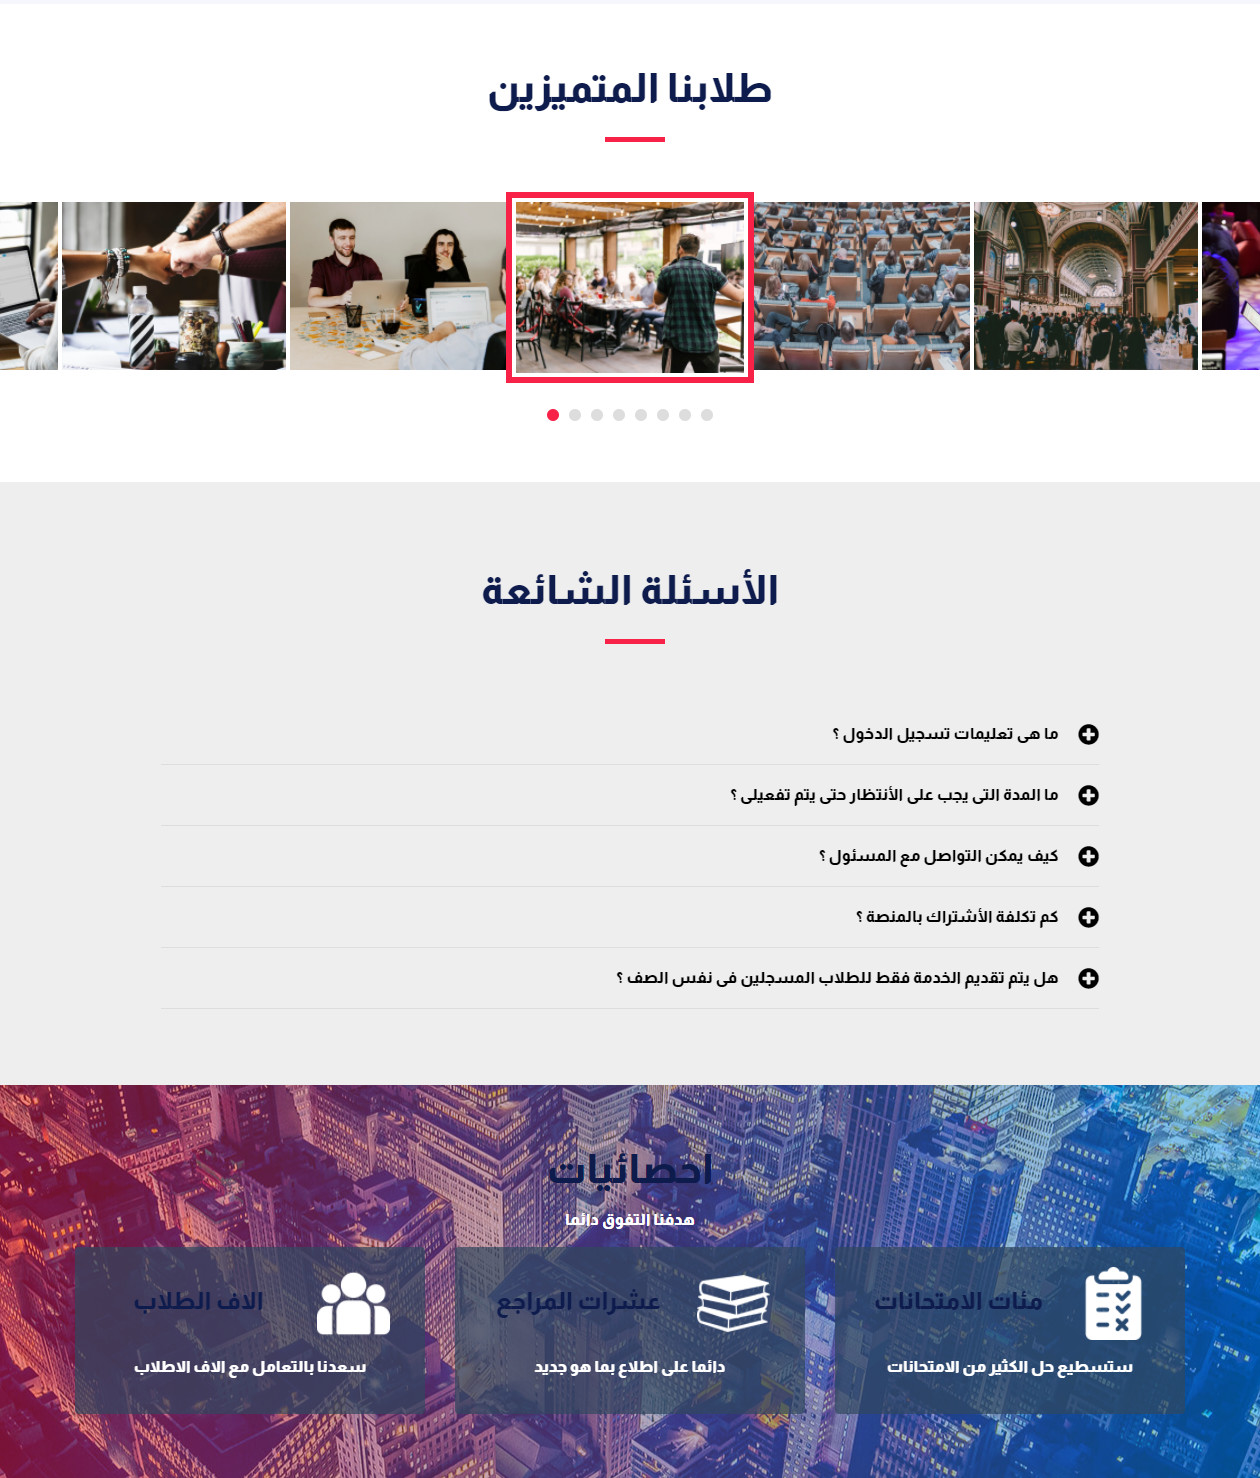 طلابنا المتميزين
الأسئلة الشائعة
ما هى تعليمات تسجيل الدخول ؟
ما المدة التى يجب على الأنتظار حتى يتم تفعيلى ؟
كيف يمكن التواصل مع المسئول ؟
كم تكلفة الأشتراك بالمنصة ؟
هل يتم تقديم الخدمة فقط للطلاب المسجلين فى نفس الصف ؟
احصائيات
هدفنا التفوق دائما
مئات الامتحانات
ستسطيع حل الكثير من الامتحانات
عشرات المراجع
دائما على اطلاع بما هو جديد
الاف الطلاب
سعدنا بالتعامل مع الاف الاطلاب